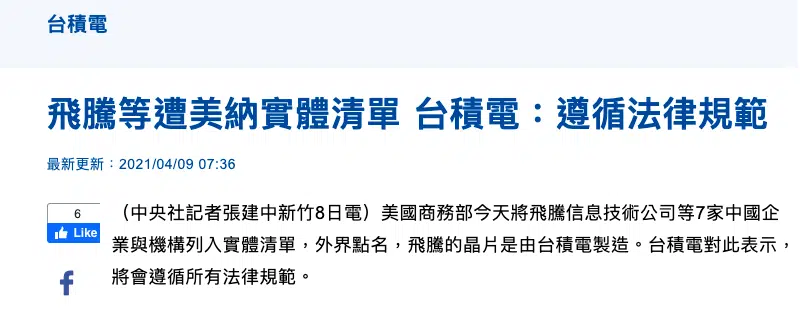 台積電
飛騰等遭美納實體清單 台積電：遵循法律規範
最新更新：2021/04/09 07:36
6
Like
（中央社記者張建中新竹8日電）美國商務部今天將飛騰信息技術公司等7家中國企
業與機構列入實體清單，外界點名，飛騰的晶片是由台積電製造。台積電對此表示，
將會遵循所有法律規範。